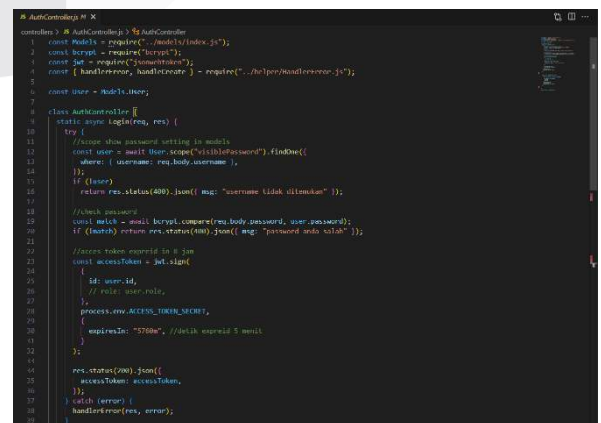 AuthController.js M X
controllers > JS AuthController.js > AuthController
1 const Models = require("../models/index.js");
2 const bcrypt = require("bcrypt");
3 const jwt = require("jsonwebtoken");
4 const { handlerError, handleCreate } = require("../helper/HandlerError.js");
5
6 const User = Models.User;
7
8 class AuthController {
9 static async Login(req, res) {
10 try {
11 //scope show password setting in models
12 const user = await User.scope("visiblePassword").findOne({
13 where: { username: req.body.username },
14 });
15 if (!user)
16 return res.status(400).json({ msg: "username tidak ditemukan" });
17
18 //check password
19 const match = await bcrypt.compare(req.body.password, user.password);
20 if (!match) return res.status(400).json({ msg: "password anda salah" });
21
22 //acces token expreid in 8 jam
23 const accessToken = jwt.sign(
24 {
25 id: user.id,
26 // role: user.role,
27 },
28 process.env.ACCESS_TOKEN_SECRET,
29 {
30 expiresIn: "5760m", //detik expreid 5 menit
31 }
32 );
33
34 res.status(200).json({
35 accessToken: accessToken,
36 });
37 } catch (error) {
38 handlerError(res, error);
39 }